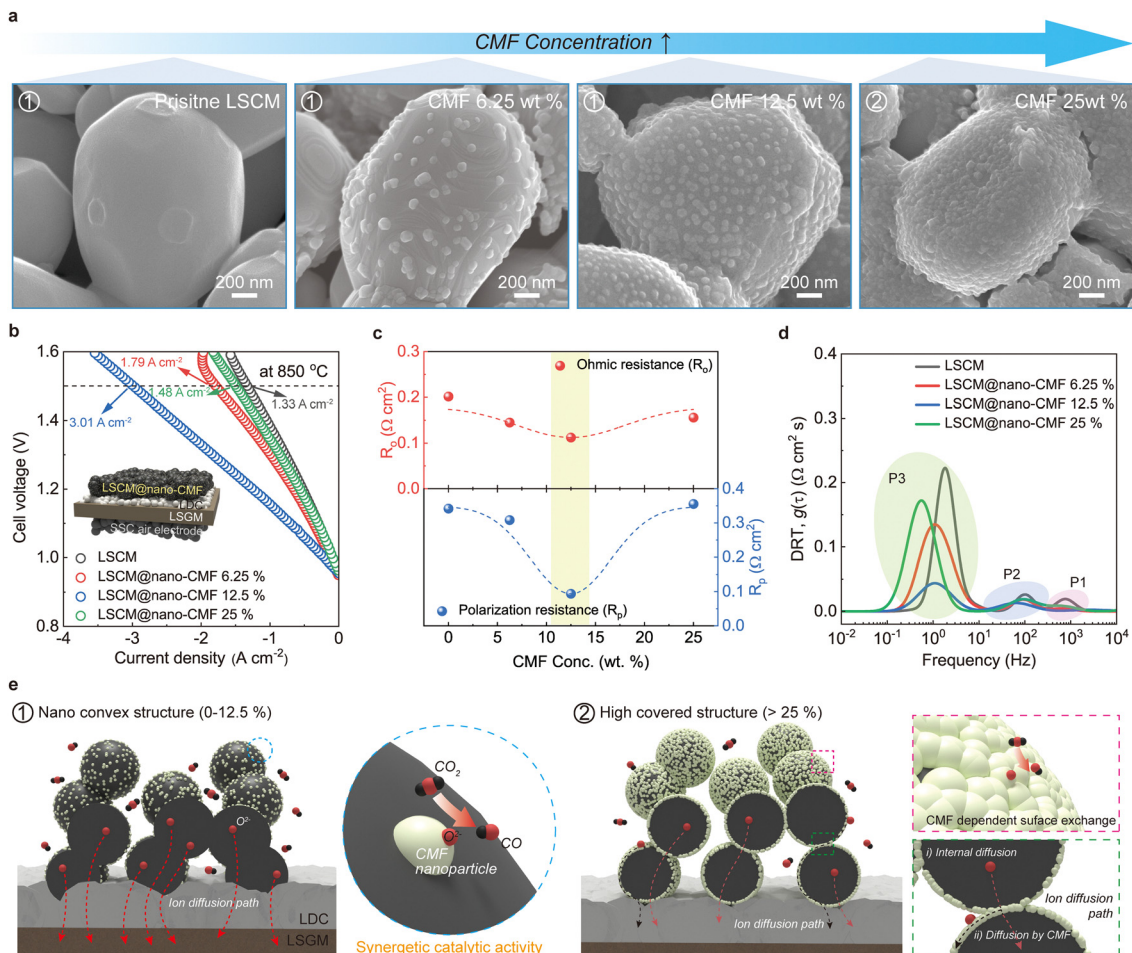 a
CMF Concentration ↑
① Prisitne LSCM
200 nm
① CMF 6.25 wt %
200 nm
① CMF 12.5 wt %
200 nm
② CMF 25wt %
200 nm
b
Cell voltage (V)
1.6
1.4
1.2
1.0
0.8
1.79 A cm-2
at 850 ºC
.48 A cm-2
1.33 A cm-2
3.01 A cm-2
LSCM@nano-CMF
LDC
LSGM
SSC air electrode
LSCM
LSCM@nano-CMF 6.25 %
LSCM@nano-CMF 12.5 %
LSCM@nano-CMF 25 %
-4 -3 -2 -1 0
Current density (A cm-2)
c
Ro (Ω cm2)
0.3
0.2
0.1
0.0
Ohmic resistance (Ro)
0.4
0.3
0.2
0.1
0.0
Rp (Ω cm2)
Polarization resistance (Rp)
0 5 10 15 20 25
CMF Conc. (wt. %)
d
DRT, g(τ) (Ω cm2 s)
0.4
0.3
0.2
0.1
0.0
LSCM
LSCM@nano-CMF 6.25 %
LSCM@nano-CMF 12.5 %
LSCM@nano-CMF 25 %
P3
P2
P1
10-2 10-1 100 101 102 103 104
Frequency (Hz)
e
① Nano convex structure (0-12.5 %)
O2-
Ion diffusion path
LDC
LSGM
CO2
O2-
CO
CMF
nanoparticle
Synergetic catalytic activity
② High covered structure (> 25 %)
Ion diffusion path
CMF dependent suface exchange
i) Internal diffusion
Ion diffusion
path
ii) Diffusion by CMF